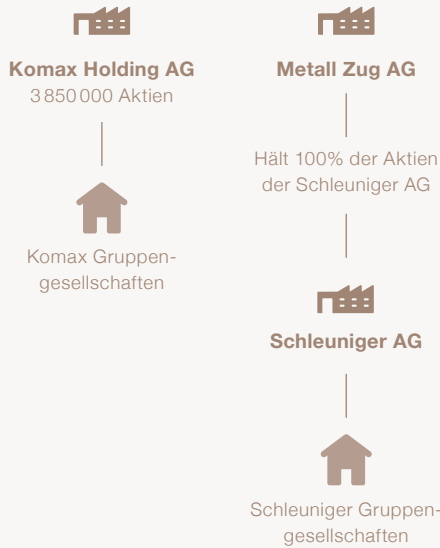 Komax Holding AG
3 850 000 Aktien
Komax Gruppen-
gesellschaften
Metall Zug AG
Hält 100% der Aktien
der Schleuniger AG
Schleuniger AG
Schleuniger Gruppen-
gesellschaften